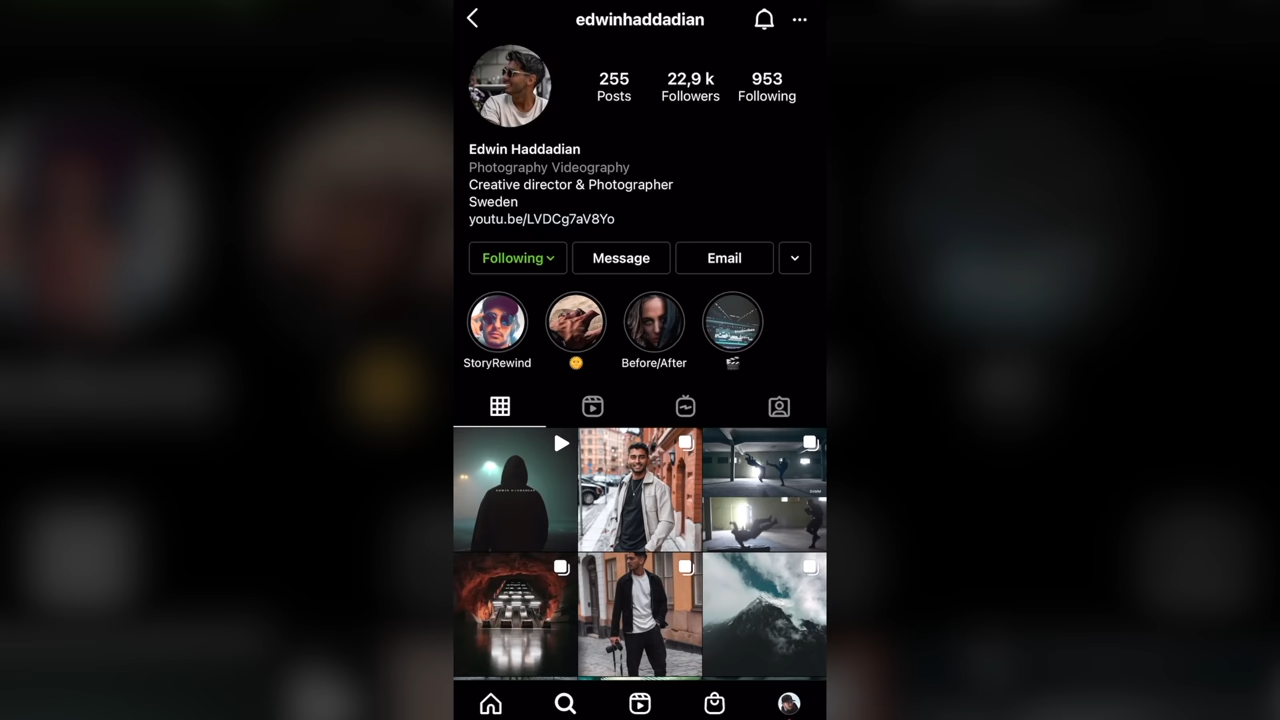 edwinhaddadian
255
22,9 k
953
Posts
Followers
Following
Edwin Haddadian
Photography Videography
Creative director & Photographer
Sweden
youtu.be/LVDCg7aV8Yo
Following
Message
Email
StoryRewind
Before/After